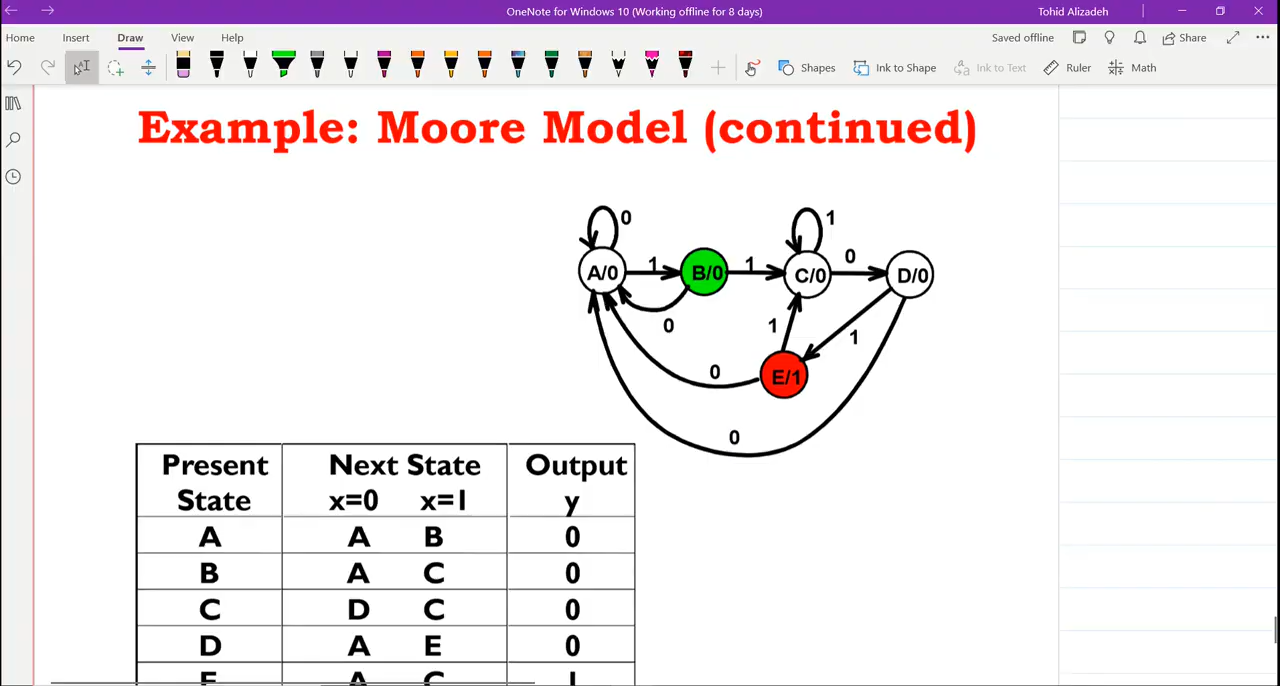 OneNote for Windows 10 (Working offline for 8 days)
Tohid Alizadeh
Home Insert Draw View Help
Saved offline
Share
Shapes
Ink to Shape
Ink to Text
Ruler
Math
Example: Moore Model (continued)
0
1
A/0
1
B/0
1
C/0
0
D/0
0
1
1
0
E/1
0
Present Next State Output
State x=0 x=1 y
A A B 0
B A C 0
C D C 0
D A E 0
E A C 1